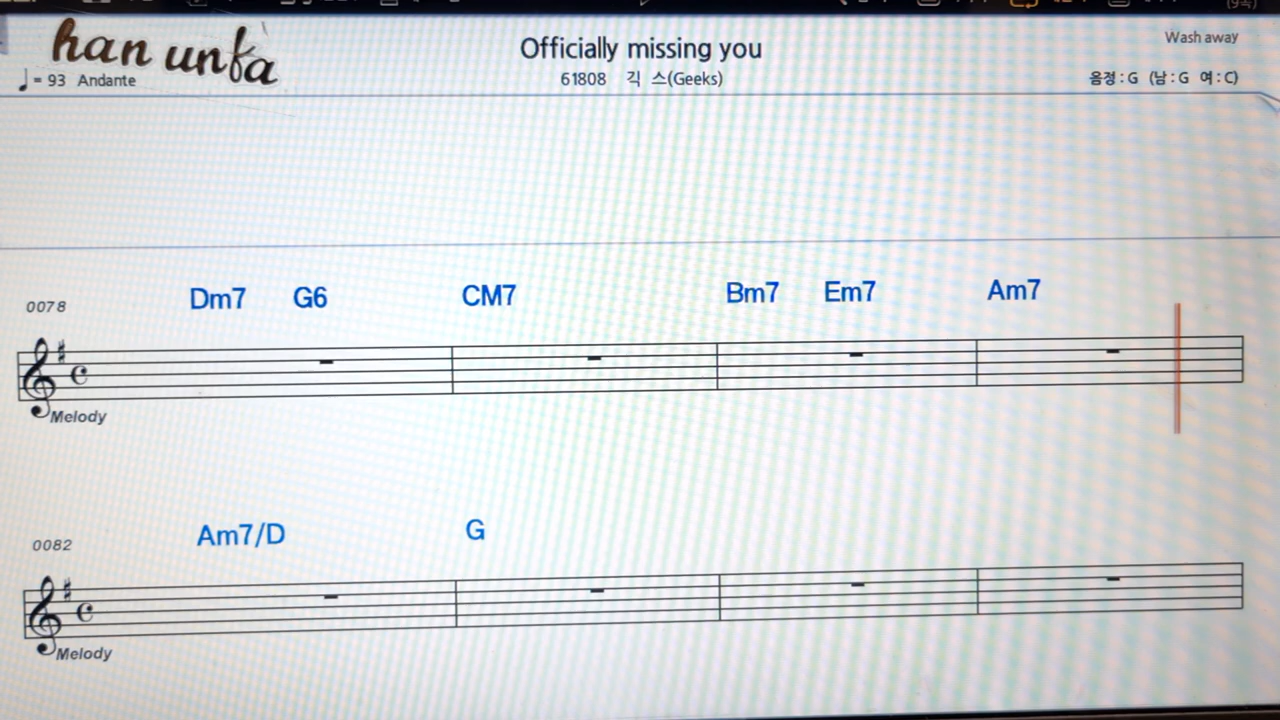 han unfa
Officially missing you
Wash away
♩= 93 Andante
61808 긱 스(Geeks)
음정 : G (남 : G 여 : C)
0078 Dm7 G6 CM7 Bm7 Em7 Am7
Melody
0082 Am7/D G
Melody